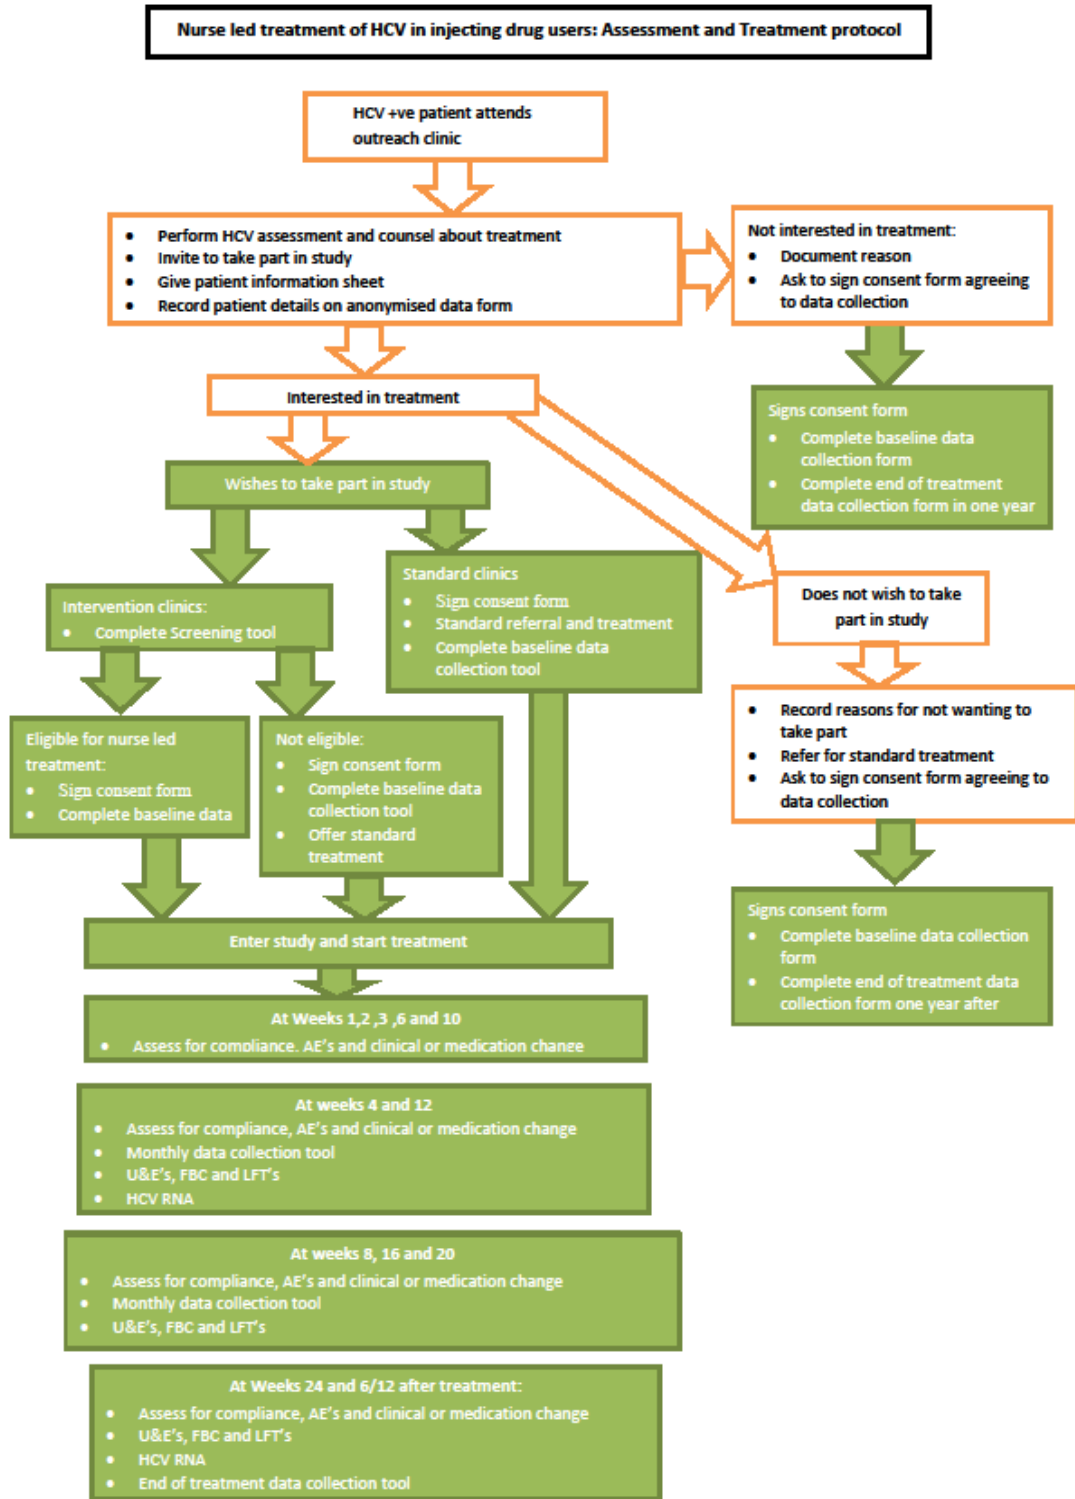 Nurse led treatment of HCV in injecting drug users: Assessment and Treatment protocol
HCV +ve patient attends
outreach clinic
• Perform HCV assessment and counsel about treatment
• Invite to take part in study
• Give patient information sheet
• Record patient details on anonymised data form
Not interested in treatment:
• Document reason
• Ask to sign consent form agreeing
to data collection
Interested in treatment
Signs consent form
• Complete baseline data
collection form
• Complete end of treatment
data collection form in one year
Wishes to take part in study
Standard clinics
• Sign consent form
• Standard referral and treatment
• Complete baseline data
collection tool
Does not wish to take
part in study
Intervention clinics:
• Complete Screening tool
Eligible for nurse led
treatment:
• Sign consent form
• Complete baseline data
Not eligible:
• Sign consent form
• Complete baseline data
collection tool
• Offer standard
treatment
• Record reasons for not wanting to
take part
• Refer for standard treatment
• Ask to sign consent form agreeing to
data collection
Signs consent form
• Complete baseline data collection
form
• Complete end of treatment data
collection form one year after
Enter study and start treatment
At Weeks 1,2 ,3 ,6 and 10
• Assess for compliance. AE's and clinical or medication change
At weeks 4 and 12
• Assess for compliance, AE's and clinical or medication change
• Monthly data collection tool
• U&E's, FBC and LFT's
• HCV RNA
At weeks 8, 16 and 20
• Assess for compliance, AE's and clinical or medication change
• Monthly data collection tool
• U&E's, FBC and LFT's
At Weeks 24 and 6/12 after treatment:
• Assess for compliance, AE's and clinical or medication change
• U&E's, FBC and LFT's
• HCV RNA
• End of treatment data collection tool